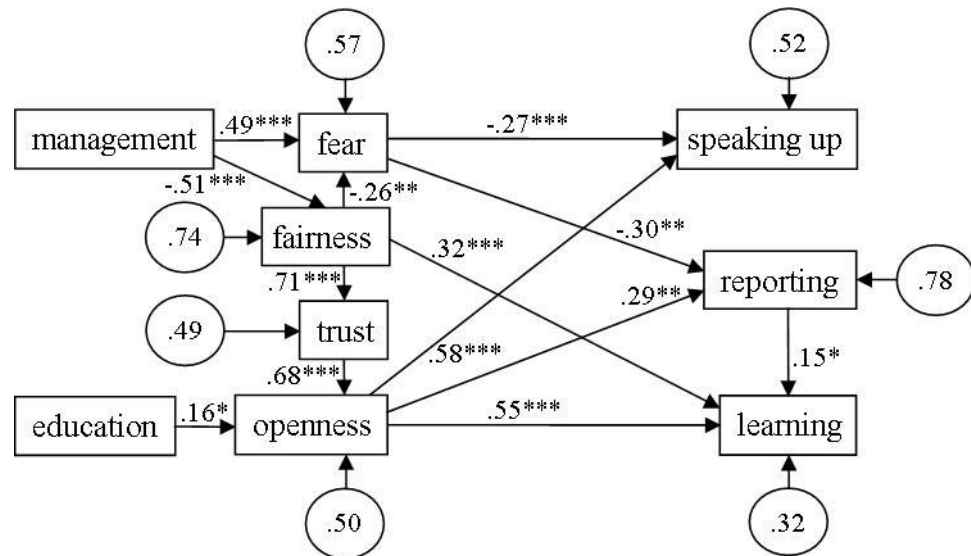 .57
.52
management
.49***
fear
-.27***
speaking up
-.51***
-.26**
.74
fairness
.32***
-.30**
.71***
reporting
.78
.49
trust
.29**
.68***
.58***
.15*
education
.16*
openness
.55***
learning
.50
.32